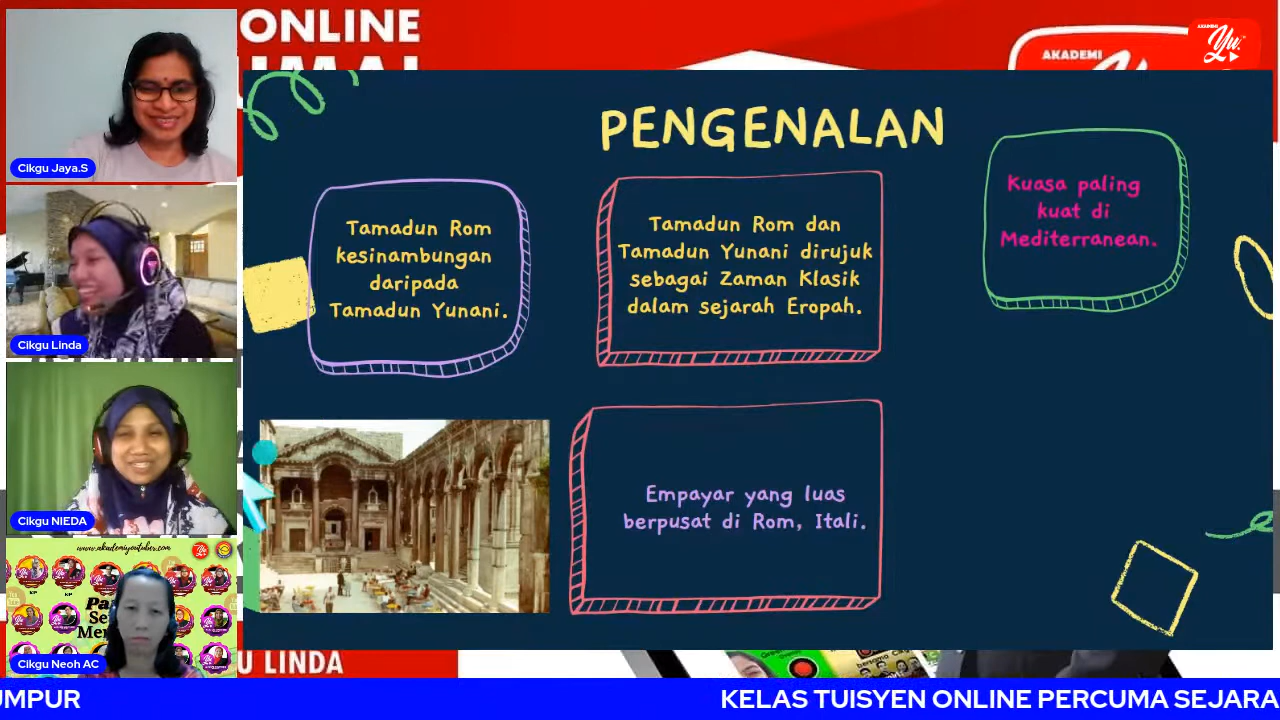 ONLINE
AKADEMI
AKADEMI
Yu.
PENGENALAN
Tamadun Rom
kesinambungan
daripada
Tamadun Yunani.
Tamadun Rom dan
Tamadun Yunani dirujuk
sebagai Zaman Klasik
dalam sejarah Eropah.
Kuasa paling
kuat di
Mediterranean.
Empayar yang luas
berpusat di Rom, Itali.
Cikgu Jaya.S
Cikgu Linda
Cikgu NIEDA
www.akademiyoutuber.com
Cikgu Neoh AC
U LINDA
UMPUR
KELAS TUISYEN ONLINE PERCUMA SEJARA